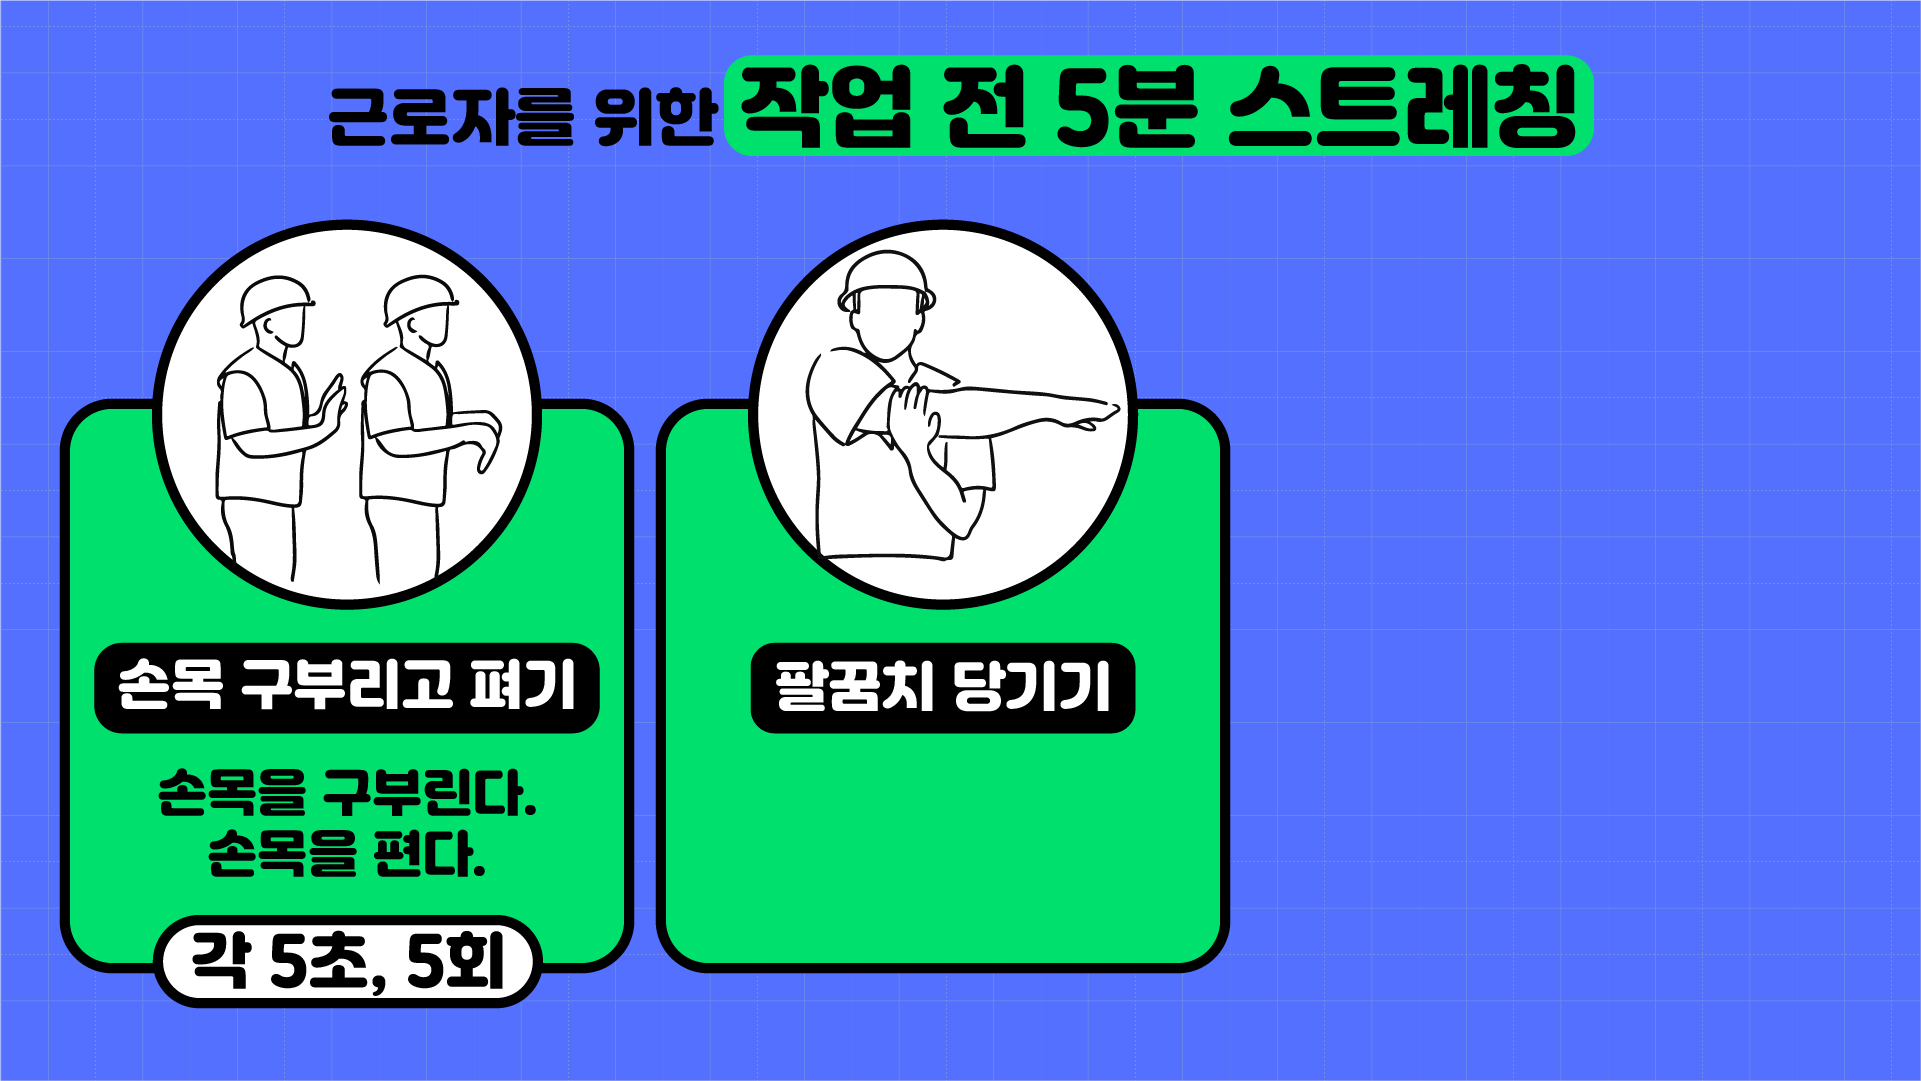 근로자를 위한 작업 전 5분 스트레칭
손목 구부리고 펴기
손목을 구부린다.
손목을 편다.
각 5초, 5회
팔꿈치 당기기